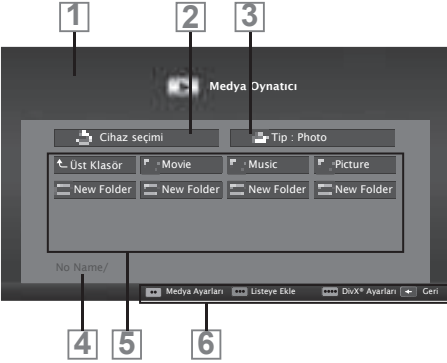 1 2 3
Medya Oynatıcı
Cihaz seçimi Tip : Photo
Üst Klasör Movie Music Picture
New Folder New Folder New Folder New Folder
No Name/
Medya Ayarları Listeye Ekle DivX® Ayarları Geri
4 5 6